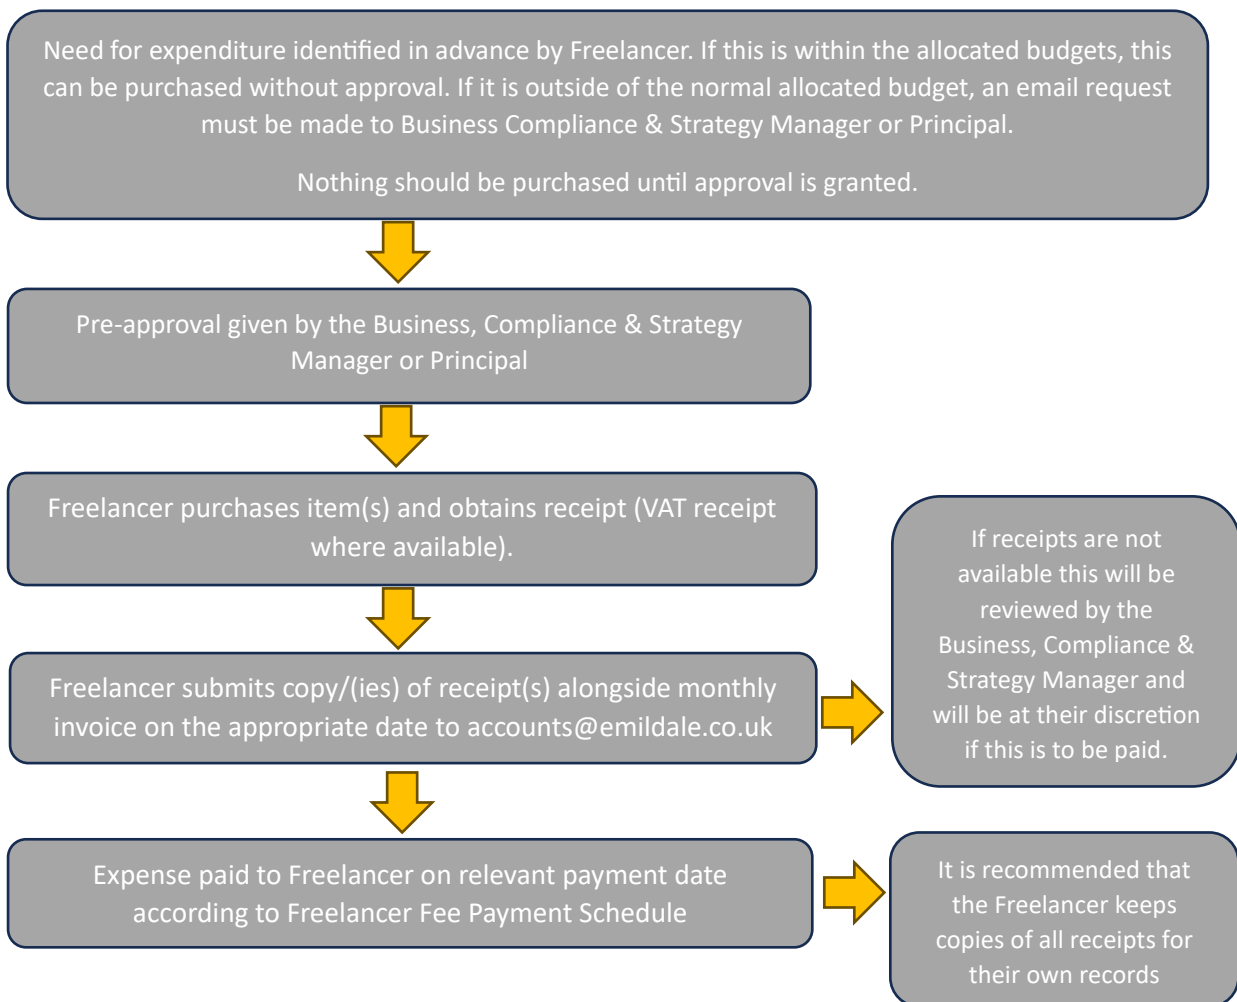 Need for expenditure identified in advance by Freelancer. If this is within the allocated budgets, this
can be purchased without approval. If it is outside of the normal allocated budget, an email request
must be made to Business Compliance & Strategy Manager or Principal.
Nothing should be purchased until approval is granted.
Pre-approval given by the Business, Compliance & Strategy
Manager or Principal
Freelancer purchases item(s) and obtains receipt (VAT receipt
where available).
Freelancer submits copy/(ies) of receipt(s) alongside monthly
invoice on the appropriate date to accounts@emildale.co.uk
If receipts are not
available this will be
reviewed by the
Business, Compliance &
Strategy Manager and
will be at their discretion
if this is to be paid.
Expense paid to Freelancer on relevant payment date
according to Freelancer Fee Payment Schedule
It is recommended that
the Freelancer keeps
copies of all receipts for
their own records